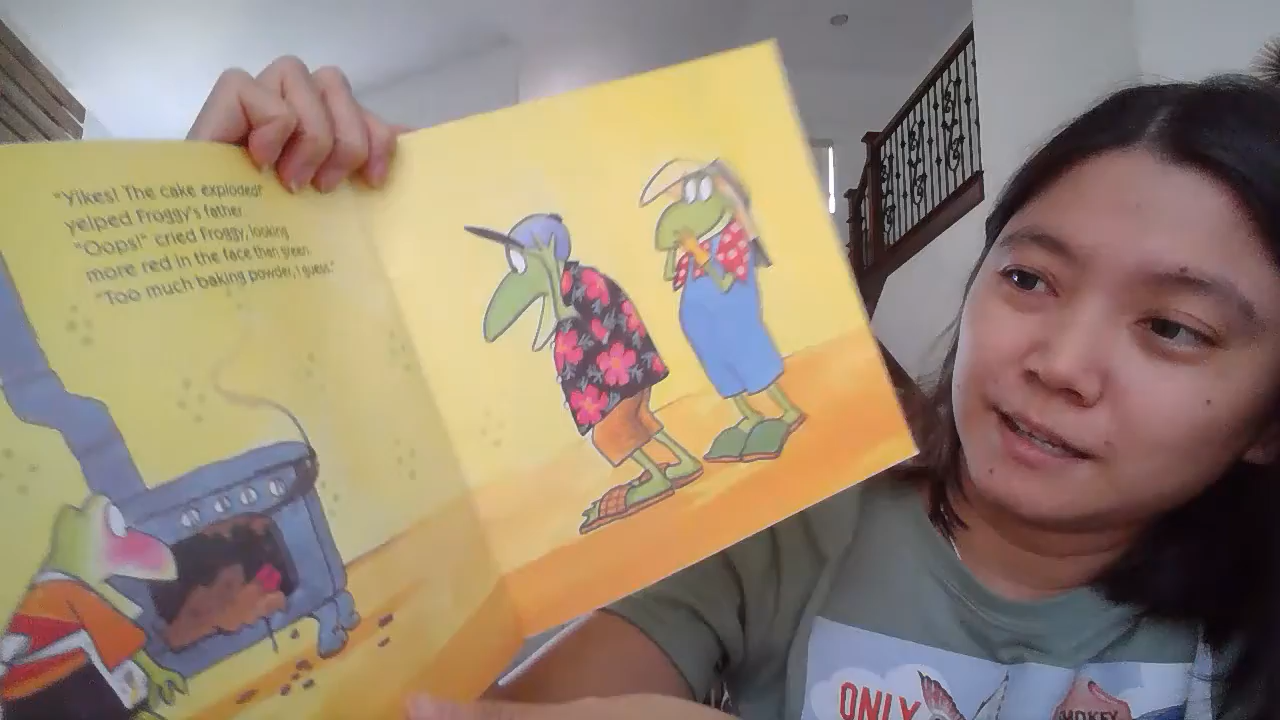 "Yikes! The cake exploded!"
yelped Froggy's father.
"Oops!" cried Froggy, looking
more red in the face than green.
"Too much baking powder, I guess."
ONLY